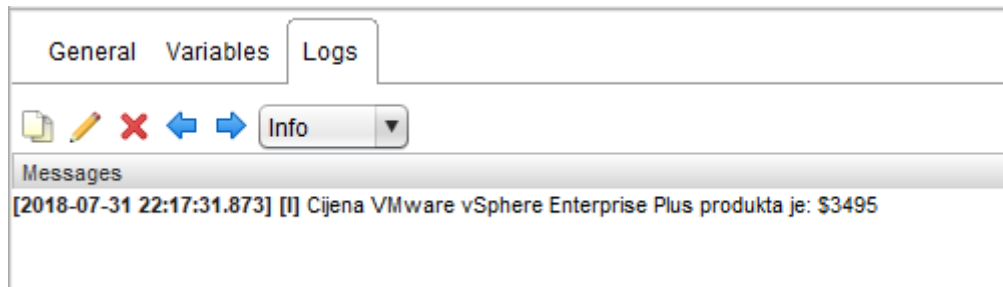 General Variables Logs
Info
Messages
[2018-07-31 22:17:31.873] [I] Cijena VMware vSphere Enterprise Plus produkta je: $3495